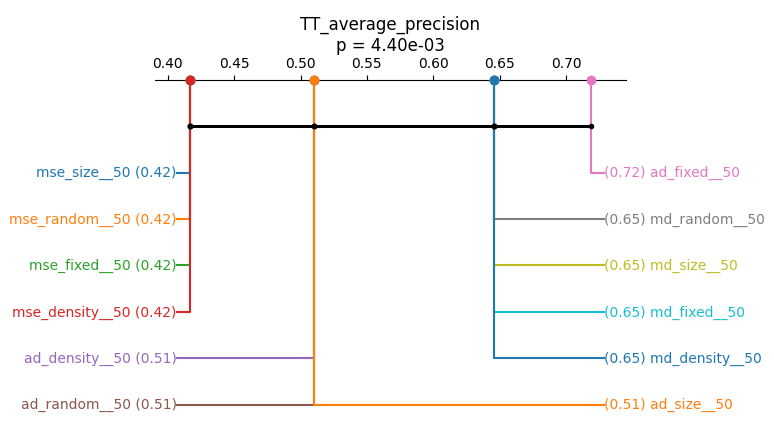 TT_average_precision
p = 4.40e-03
0.40 0.45 0.50 0.55 0.60 0.65 0.70
mse_size__50 (0.42) (0.72) ad_fixed__50
mse_random__50 (0.42) (0.65) md_random__50
mse_fixed__50 (0.42) (0.65) md_size__50
mse_density__50 (0.42) (0.65) md_fixed__50
ad_density__50 (0.51) (0.65) md_density__50
ad_random__50 (0.51) (0.51) ad_size__50